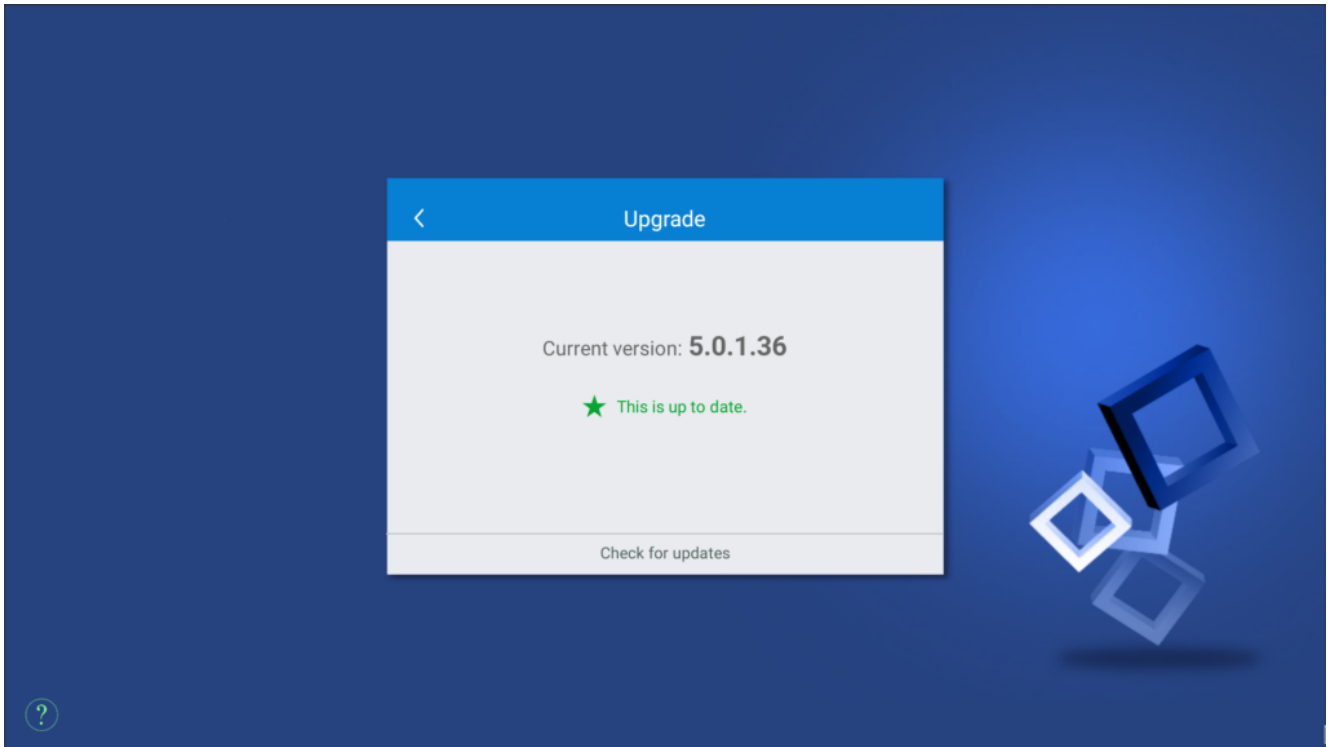 Upgrade
Current version: 5.0.1.36
This is up to date.
Check for updates
?